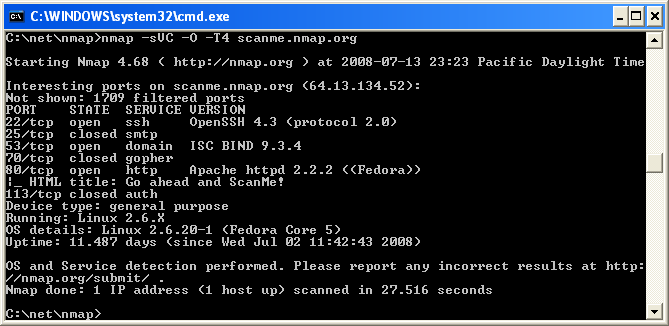 C:\WINDOWS\system32\cmd.exe
C:\net\nmap>nmap -sVC -O -T4 scanme.nmap.org
Starting Nmap 4.68 ( http://nmap.org ) at 2008-07-13 23:23 Pacific Daylight Time
Interesting ports on scanme.nmap.org (64.13.134.52):
Not shown: 1709 filtered ports
PORT    STATE  SERVICE VERSION
22/tcp  open   ssh     OpenSSH 4.3 (protocol 2.0)
25/tcp  closed smtp
53/tcp  open   domain  ISC BIND 9.3.4
70/tcp  closed gopher
80/tcp  open   http    Apache httpd 2.2.2 ((Fedora))
|_ HTML title: Go ahead and ScanMe!
113/tcp closed auth
Device type: general purpose
Running: Linux 2.6.X
OS details: Linux 2.6.20-1 (Fedora Core 5)
Uptime: 11.487 days (since Wed Jul 02 11:42:43 2008)
OS and Service detection performed. Please report any incorrect results at http:
//nmap.org/submit/ .
Nmap done: 1 IP address (1 host up) scanned in 27.516 seconds
C:\net\nmap>